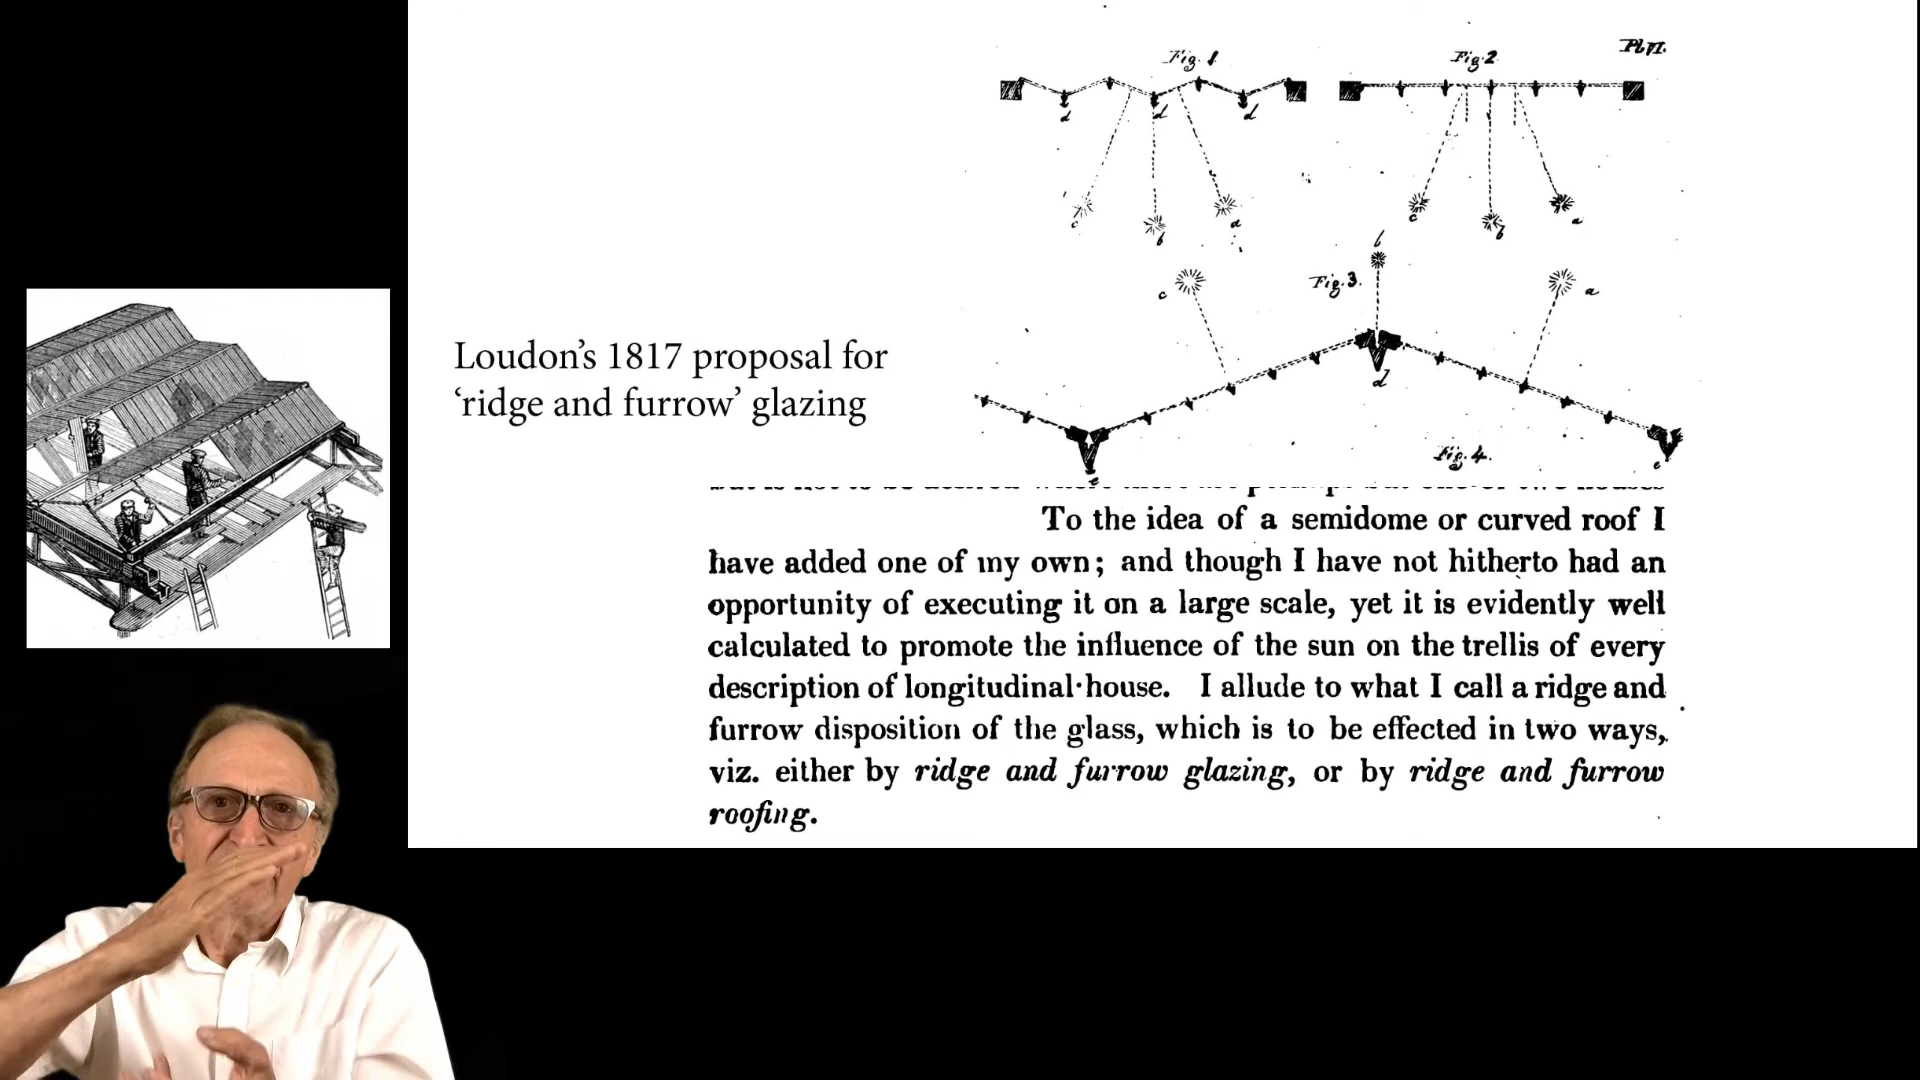 Fig. 1
Fig. 2
Pl. VI.
d
d
d
c
b
a
c
b
a
b
c
Fig. 3.
a
d
Fig. 4.
e
e
Loudon's 1817 proposal for
‘ridge and furrow’ glazing
To the idea of a semidome or curved roof I
have added one of my own; and though I have not hitherto had an
opportunity of executing it on a large scale, yet it is evidently well
calculated to promote the influence of the sun on the trellis of every
description of longitudinal house. I allude to what I call a ridge and
furrow disposition of the glass, which is to be effected in two ways,
viz. either by ridge and furrow glazing, or by ridge and furrow
roofing.